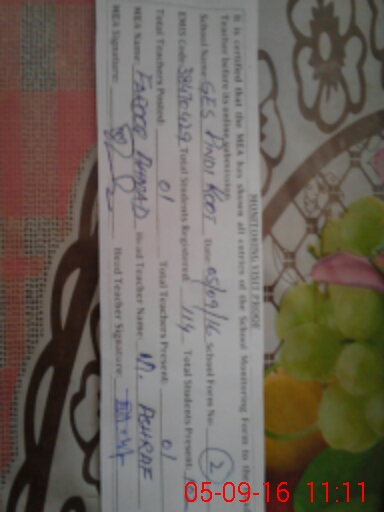 MONITORING VISIT PROOF
It is certified that the MEA has shown all entries of the School Monitoring Form to the
Teacher before its online submission.
School Name: GES PINDI KOOT Date: 05/09/16 School Form No: 2
EMIS Code: 38470429 Total Students Registered: 114 Total Students Present:
Total Teachers Posted: 01 Total Teachers Present: 01
MEA Name: FAROOQ AHMAD Head Teacher Name: M. ASHRAF
MEA Signature: Head Teacher Signature:
05-09-16 11:11